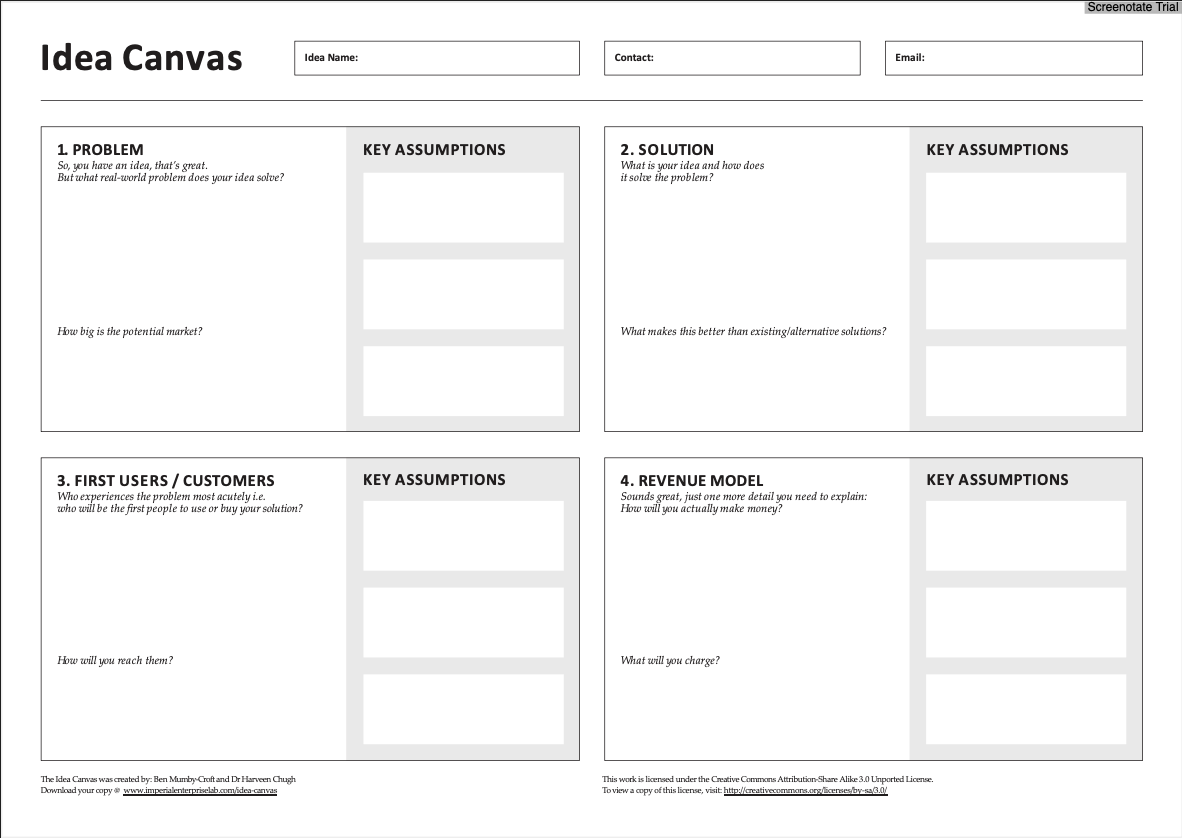 Screenotate Trial
Idea Canvas
Idea Name:
Contact:
Email:
1. PROBLEM
So, you have an idea, that's great.
But what real-world problem does your idea solve?
How big is the potential market?
KEY ASSUMPTIONS
2. SOLUTION
What is your idea and how does
it solve the problem?
What makes this better than existing/alternative solutions?
KEY ASSUMPTIONS
3. FIRST USERS / CUSTOMERS
Who experiences the problem most acutely i.e.
who will be the first people to use or buy your solution?
How will you reach them?
KEY ASSUMPTIONS
4. REVENUE MODEL
Sounds great, just one more detail you need to explain:
How will you actually make money?
What will you charge?
KEY ASSUMPTIONS
The Idea Canvas was created by: Ben Mumby-Croft and Dr Harveen Chugh
Download your copy @ www.imperialenterpriselab.com/idea-canvas
This work is licensed under the Creative Commons Attribution-Share Alike 3.0 Unported License.
To view a copy of this license, visit: http://creativecommons.org/licenses/by-sa/3.0/